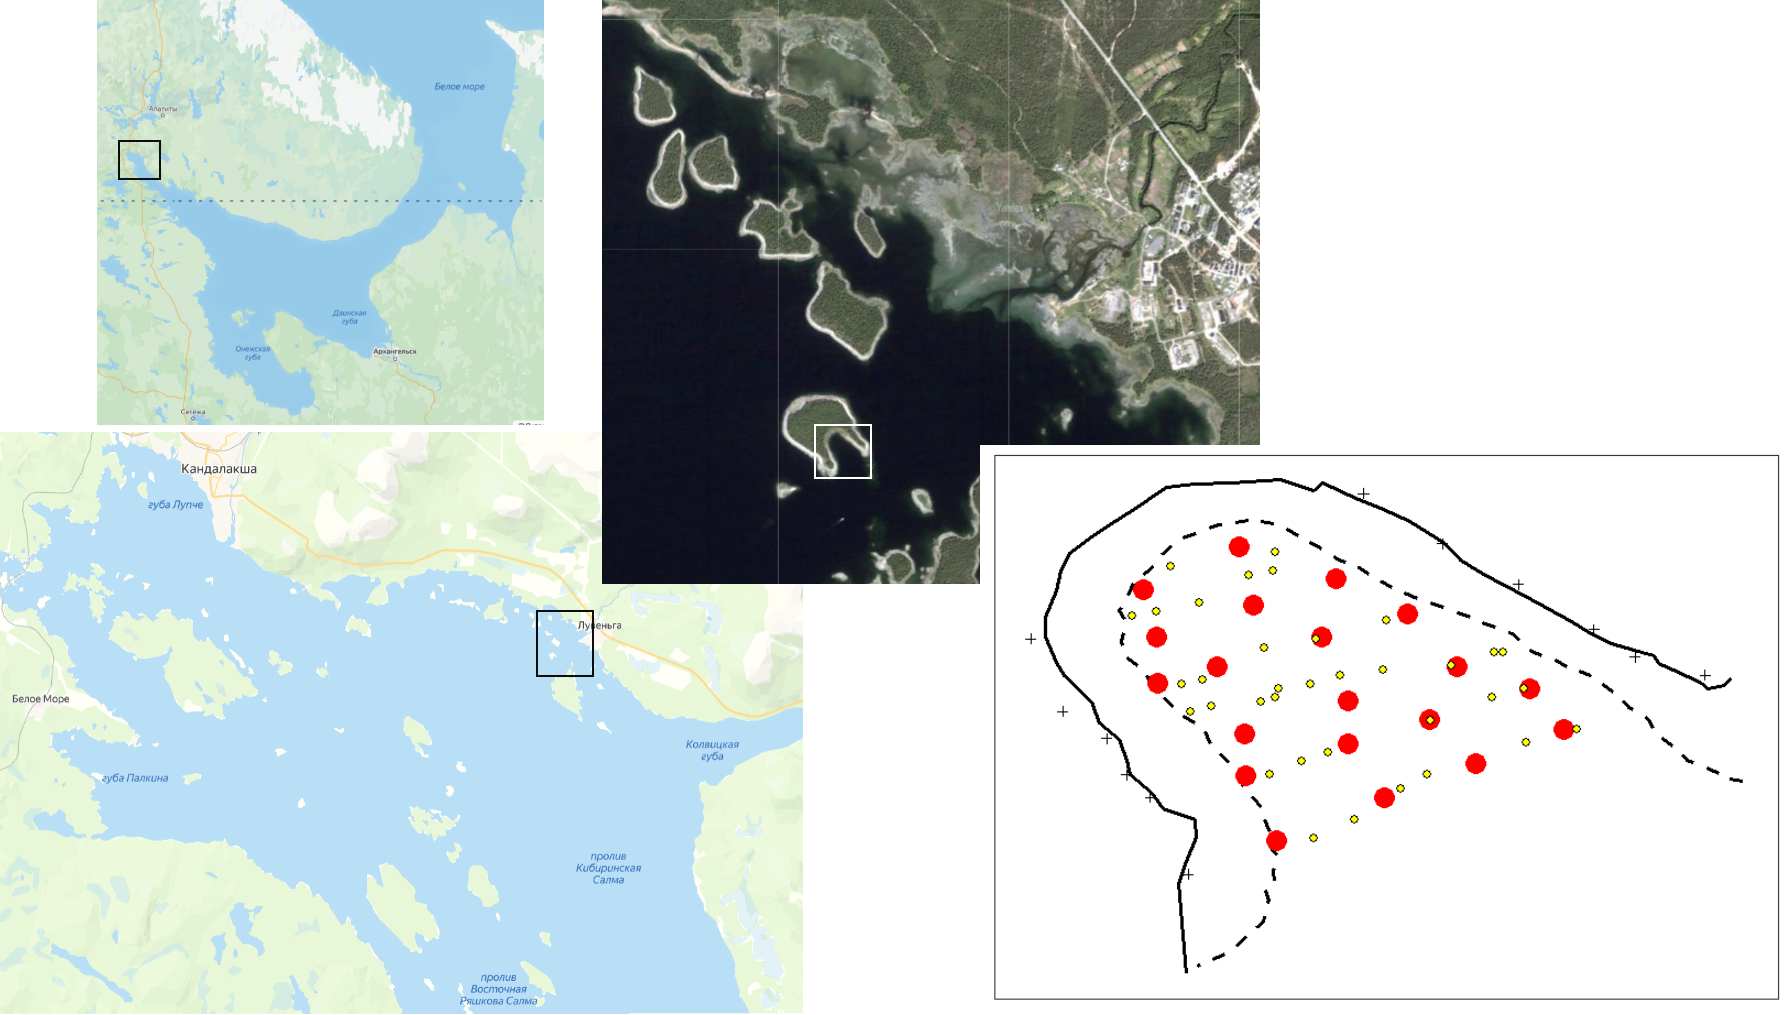 Белое море
Апатиты
Двинская
губа
Онежская
губа
Архангельск
Сегежа
Yandex
Кандалакша
губа Лупче
Лувеньга
Белое Море
Колвицкая
губа
губа Палкина
пролив
Кибиринская
Салма
пролив
Восточная
Ряшкова Салма